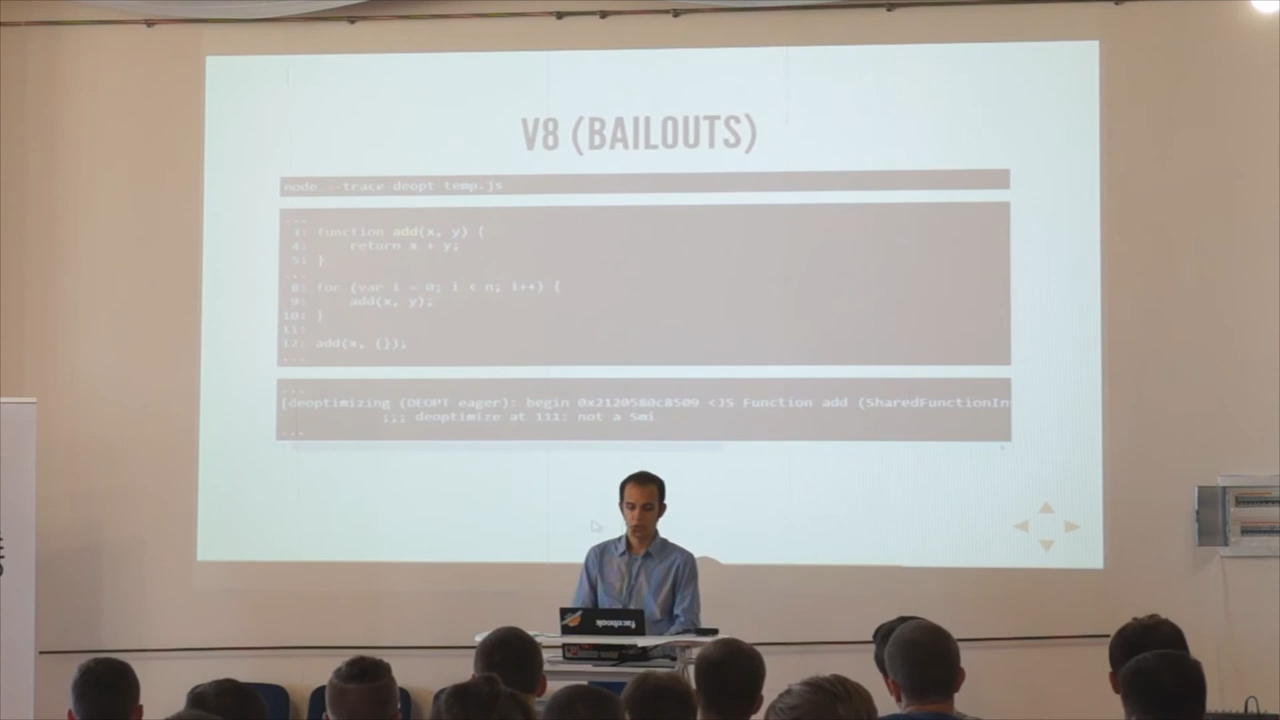 V8 (BAILOUTS)
node --trace-deopt temp.js
...
3: function add(x, y) {
4:     return x + y;
5: }
...
8: for (var i = 0; i < n; i++) {
9:     add(x, y);
10: }
11:
12: add(x, {});
...
...
[deoptimizing (DEOPT eager): begin 0x2120580c8509 <JS Function add (SharedFunctionIn
;;; deoptimize at 111: not a Smi
...
facebook